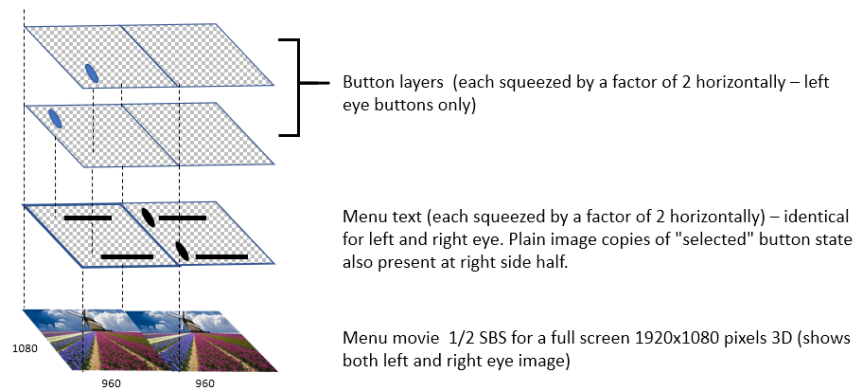 Button layers  (each squeezed by a factor of 2 horizontally – left
eye buttons only)
Menu text (each squeezed by a factor of 2 horizontally) – identical
for left and right eye. Plain image copies of "selected" button state
also present at right side half.
Menu movie  1/2 SBS for a full screen 1920x1080 pixels 3D (shows
both left and right eye image)
1080
960 960